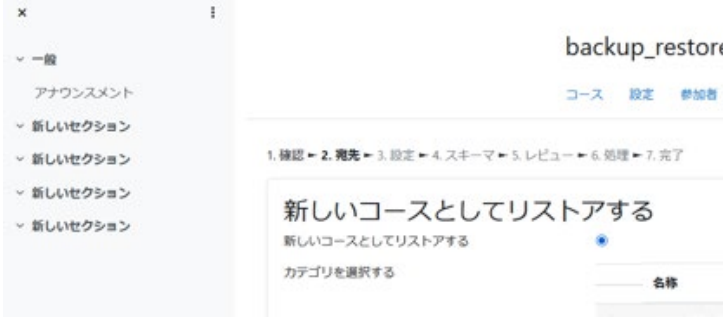 一般
アナウンスメント
新しいセクション
新しいセクション
新しいセクション
新しいセクション
backup_restore
コース 設定 参加者
1. 確認 ► 2. 宛先 ► 3. 設定 ► 4. スキーマ ► 5. レビュー ► 6. 処理 ► 7. 完了
新しいコースとしてリストアする
新しいコースとしてリストアする
カテゴリを選択する
名称